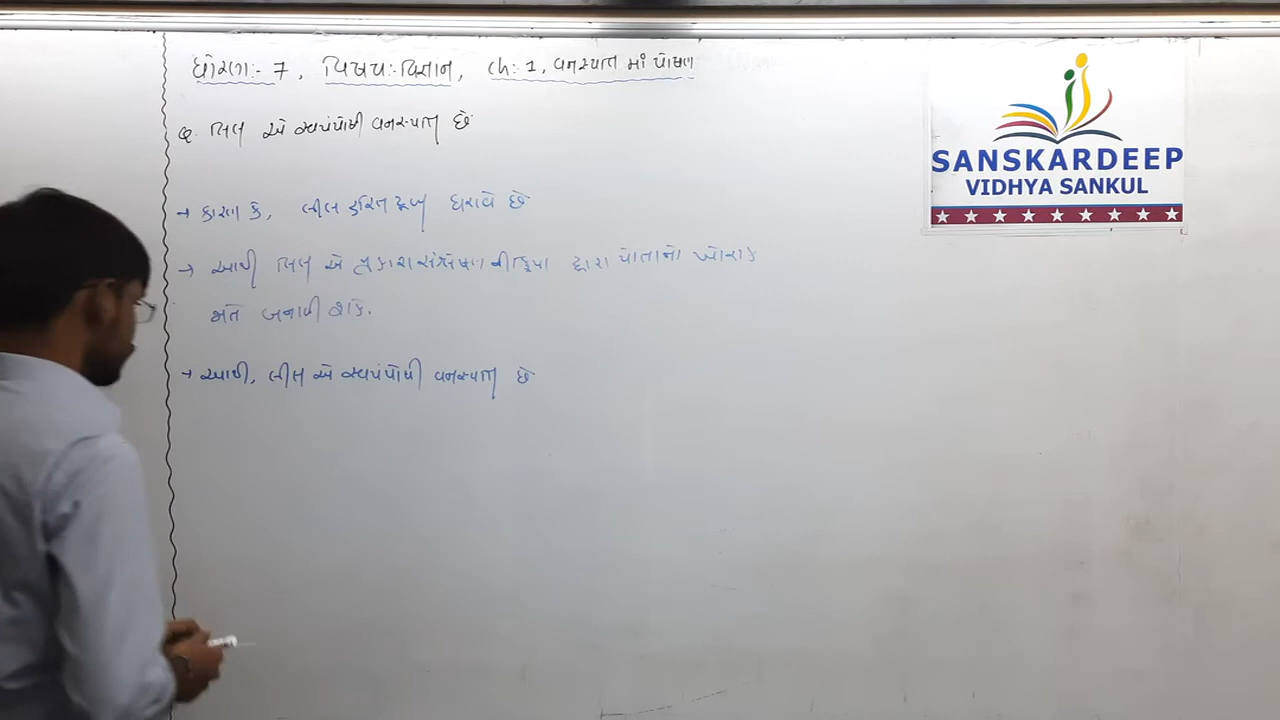 ધોરણ:- 7, વિષય:- વિજ્ઞાન, ch: 1, વનસ્પતિ માં પોષણ
લિલ એ સ્વયંપોષી વનસ્પતિ છે
→ કારણ કે, લીલ હરિતદ્રવ્ય ધરાવે છે
→ આથી લિલ એ પ્રકાશસંશ્લેષણ ની ક્રિયા દ્વારા પોતાનો ખોરાક
જાતે બનાવી શકે.
→ આથી, લીલ એ સ્વયંપોષી વનસ્પતિ છે
SANSKARDEEP
VIDHYA SANKUL